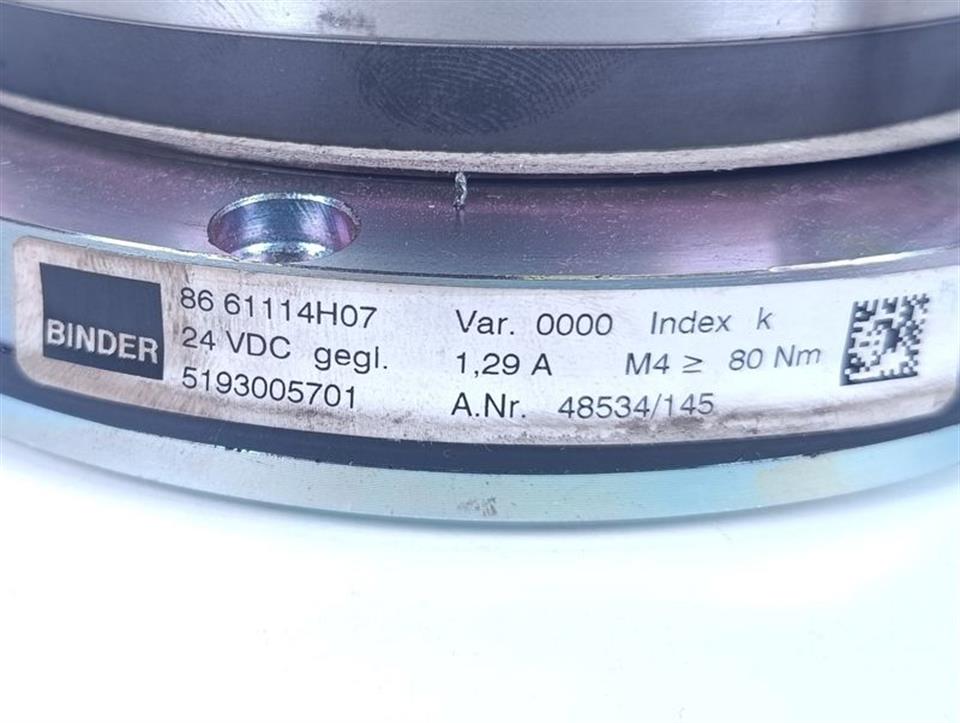 BINDER
86 61114H07 Var. 0000 Index k
24 VDC gegl. 1,29 A M4 ≥ 80 Nm
5193005701 A.Nr. 48534/145